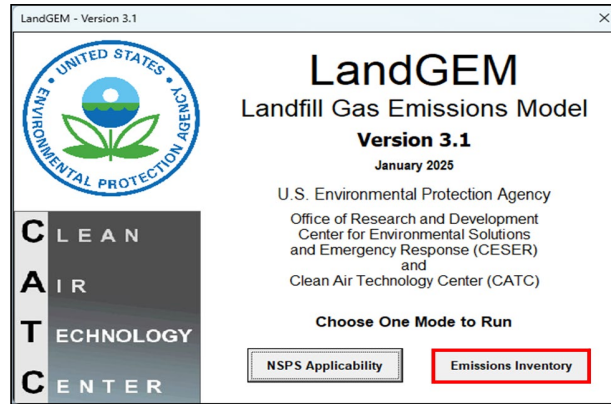 LandGEM - Version 3.1
UNITED STATES
ENVIRONMENTAL PROTECTION AGENCY
LandGEM
Landfill Gas Emissions Model
Version 3.1
January 2025
U.S. Environmental Protection Agency
Office of Research and Development
Center for Environmental Solutions
and Emergency Response (CESER)
and
Clean Air Technology Center (CATC)
CLEAN
AIR
TECHNOLOGY
CENTER
Choose One Mode to Run
NSPS Applicability
Emissions Inventory